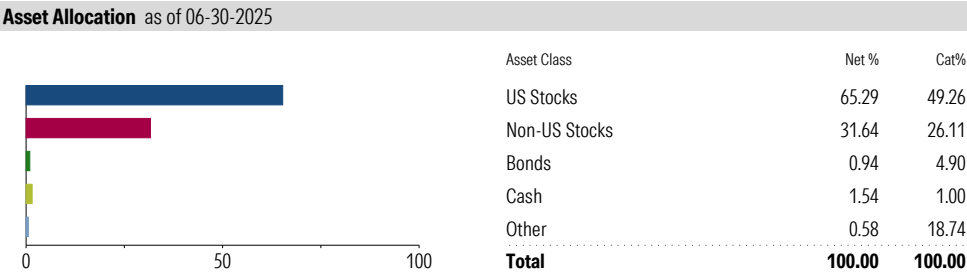 Asset Allocation as of 06-30-2025
0 50 100
Asset Class Net % Cat%
US Stocks 65.29 49.26
Non-US Stocks 31.64 26.11
Bonds 0.94 4.90
Cash 1.54 1.00
Other 0.58 18.74
Total 100.00 100.00